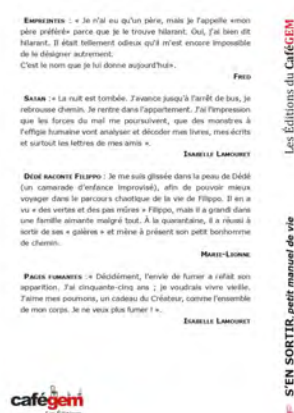 EMPREINTES : « Je n'ai eu qu'un père, mais je l'appelle «mon
père préféré» parce que je le trouve hilarant. Oui, j'ai bien dit
hilarant. Il était tellement odieux qu'il m'est encore impossible
de le désigner autrement.
C'est le nom que je lui donne aujourd'hui».
FRED
SATAN :« La nuit est tombée. J'avance jusqu'à l'arrêt de bus, je
rebrousse chemin. Je rentre dans l'appartement. J'ai l'impression
que les forces du mal me poursuivent, que des monstres à
l'effigie humaine vont analyser et décoder mes livres, mes écrits
et surtout les lettres de mes amis ».
ISABELLE LAMOURET
DÉDÉ RACONTE FILIPPO : Je me suis glissée dans la peau de Dédé
(un camarade d'enfance improvisé), afin de pouvoir mieux
voyager dans le parcours chaotique de la vie de Filippo. Il en a
vu « des vertes et des pas mûres » Filippo, mais il a grandi dans
une famille aimante malgré tout. À la quarantaine, il a réussi à
sortir de ses « galères » et mène à présent son petit bonhomme
de chemin.
MARIE-LIONNE
PAGES FUMANTES :« Décidément, l'envie de fumer a refait son
apparition. J'ai cinquante-cinq ans ; je voudrais vivre vieille.
J'aime mes poumons, un cadeau du Créateur, comme l'ensemble
de mon corps. Je ne veux plus fumer ! ».
ISABELLE LAMOURET
cafégem
Les Éditions du CaféGEM
S'EN SORTIR, petit manuel de vie